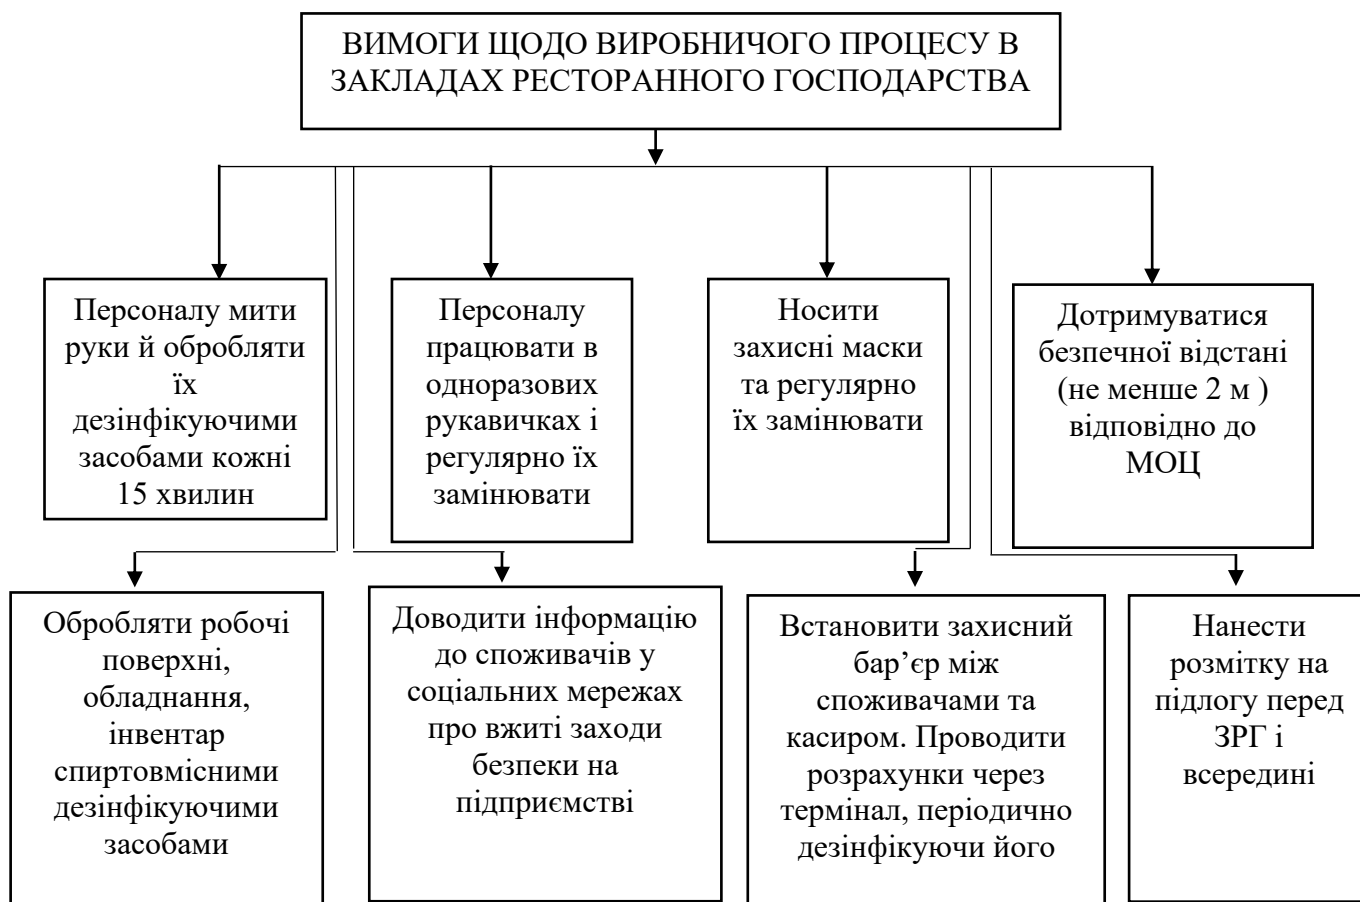 ВИМОГИ ЩОДО ВИРОБНИЧОГО ПРОЦЕСУ В
ЗАКЛАДАХ РЕСТОРАННОГО ГОСПОДАРСТВА
Персоналу мити
руки й обробляти
їх
дезінфікуючими
засобами кожні
15 хвилин
Персоналу
працювати в
одноразових
рукавичках і
регулярно їх
замінювати
Носити
захисні маски
та регулярно
їх замінювати
Дотримуватися
безпечної відстані
(не менше 2 м )
відповідно до
МОЦ
Обробляти робочі
поверхні,
обладнання,
інвентар
спиртовмісними
дезінфікуючими
засобами
Доводити інформацію
до споживачів у
соціальних мережах
про вжиті заходи
безпеки на
підприємстві
Встановити захисний
бар’єр між
споживачами та
касиром. Проводити
розрахунки через
термінал, періодично
дезінфікуючи його
Нанести
розмітку на
підлогу перед
ЗРГ і
всередині